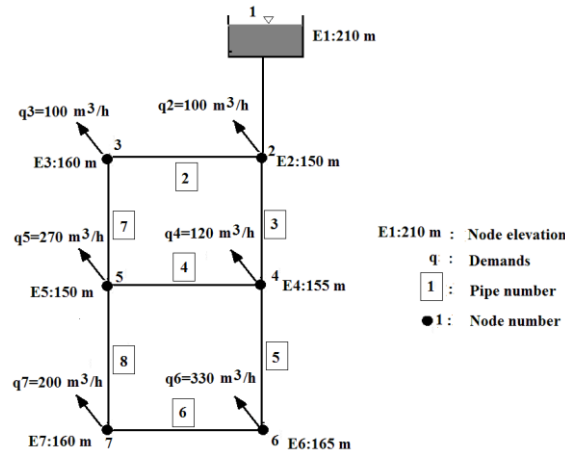 1
E1:210 m
q3=100 m3/h
q2=100 m3/h
3
2
E3:160 m
E2:150 m
2
7
3
q5=270 m3/h
q4=120 m3/h
E1:210 m : Node elevation
q : Demands
1 : Pipe number
1 : Node number
4
5
4
E5:150 m
E4:155 m
8
5
q7=200 m3/h
q6=330 m3/h
6
E7:160 m
7
6
E6:165 m